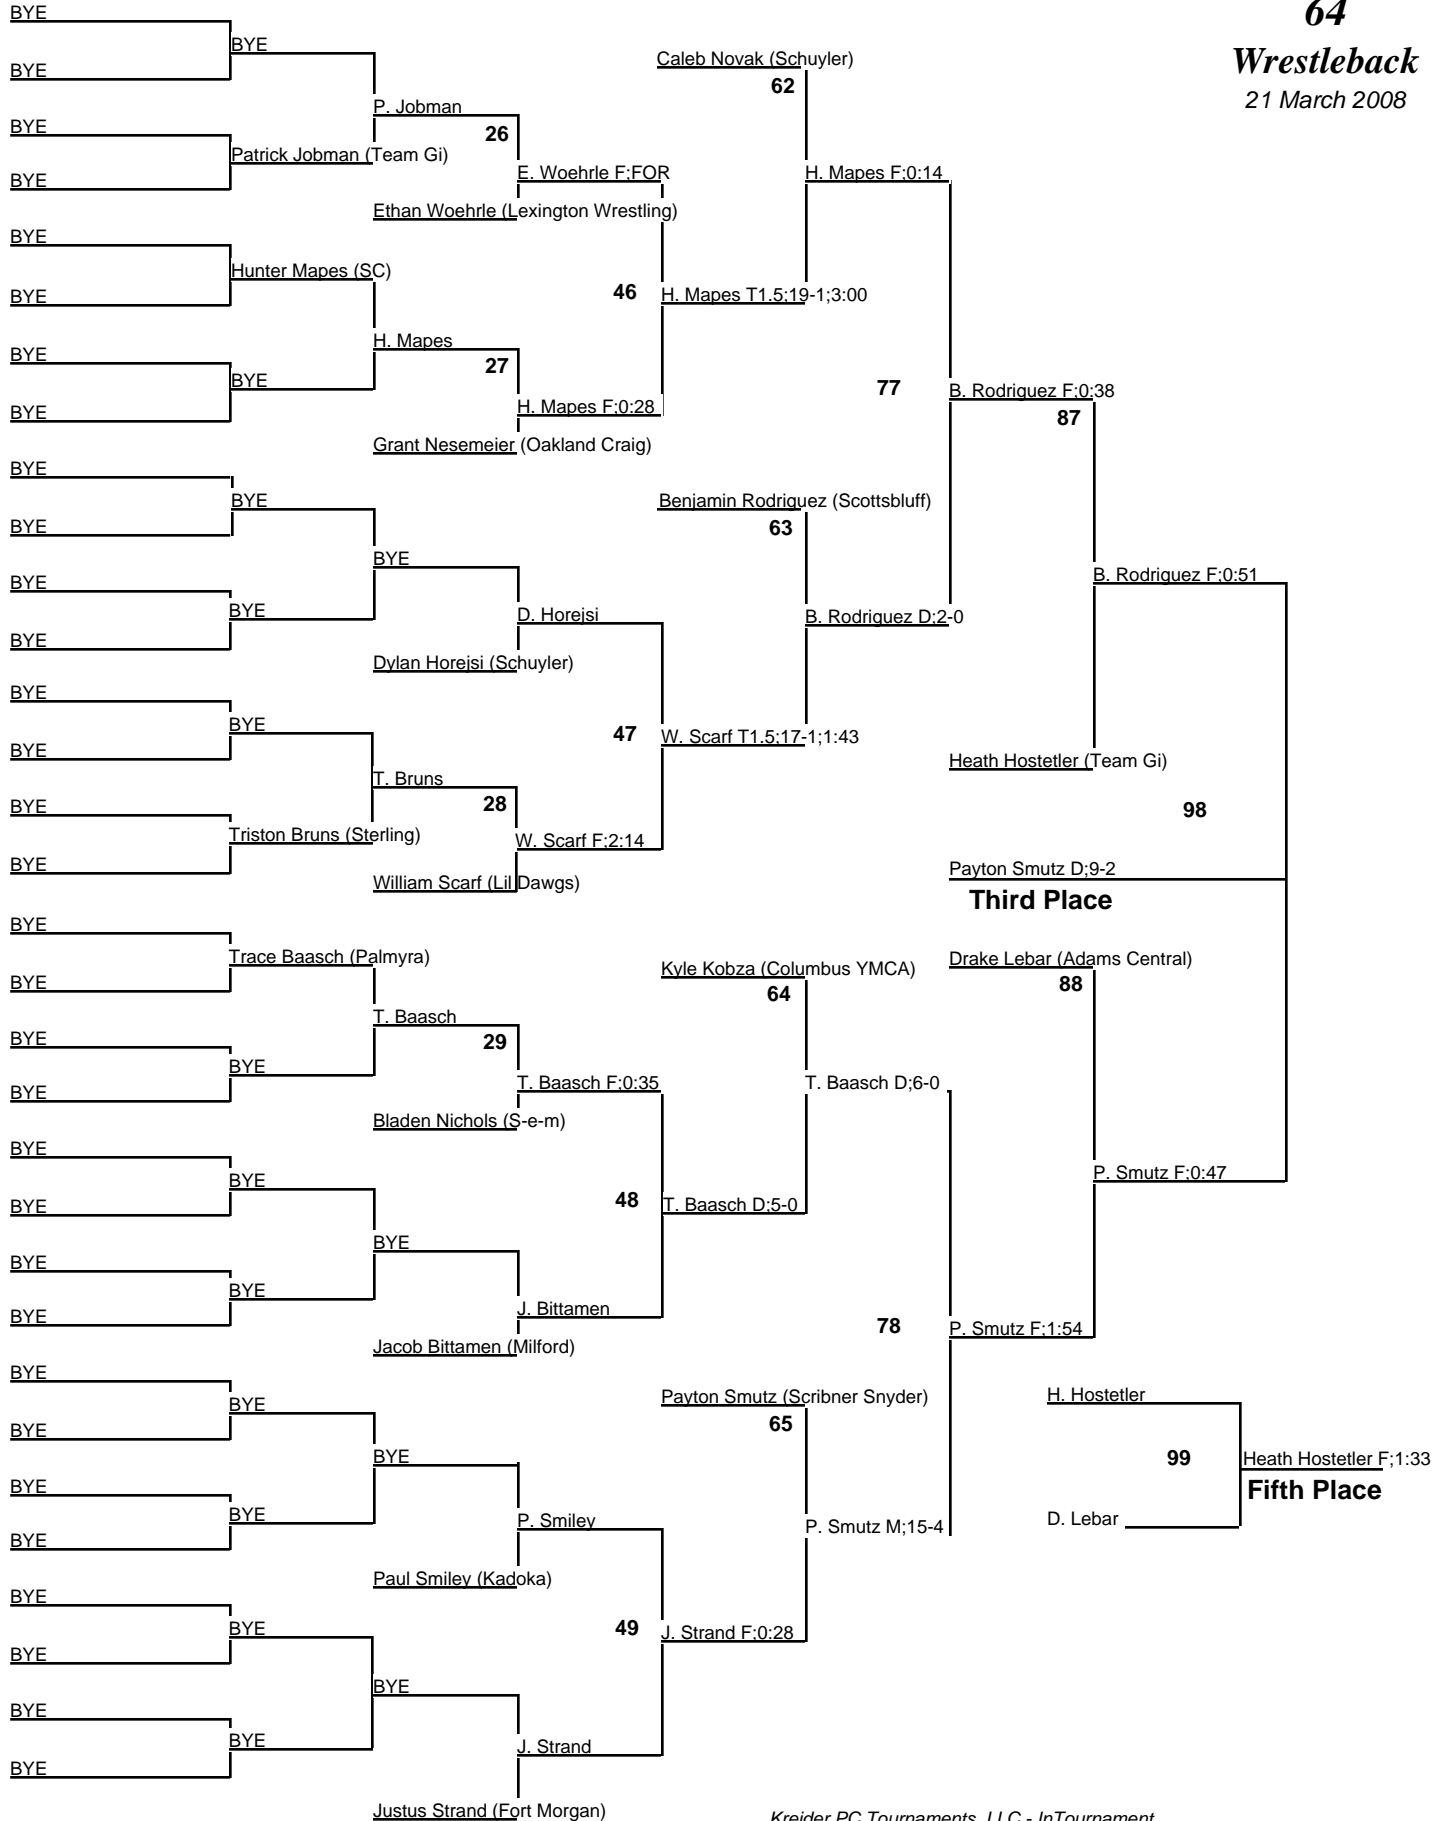 BYE
64
BYE
Wrestleback
Caleb Novak (Schuyler)
BYE
62
21 March 2008
P. Jobman
BYE
26
Patrick Jobman (Team Gi)
E. Woehrle F;FOR
H. Mapes F;0:14
BYE
Ethan Woehrle (Lexington Wrestling)
BYE
Hunter Mapes (SC)
46
H. Mapes T1.5;19-1;3:00
BYE
H. Mapes
BYE
27
BYE
77
B. Rodriguez F;0:38
H. Mapes F;0:28
BYE
87
Grant Nesemeier (Oakland Craig)
BYE
BYE
Benjamin Rodriguez (Scottsbluff)
BYE
63
BYE
B. Rodriguez F;0:51
BYE
BYE
D. Horejsi
B. Rodriguez D;2-0
BYE
Dylan Horejsi (Schuyler)
BYE
BYE
47
W. Scarf T1.5;17-1;1:43
BYE
Heath Hostetler (Team Gi)
T. Bruns
28
98
BYE
Triston Bruns (Sterling)
W. Scarf F;2:14
BYE
Payton Smutz D;9-2
William Scarf (Lil Dawgs)
Third Place
BYE
Trace Baasch (Palmyra)
Drake Lebar (Adams Central)
Kyle Kobza (Columbus YMCA)
BYE
88
64
T. Baasch
BYE
29
BYE
T. Baasch F;0:35
T. Baasch D;6-0
BYE
Bladen Nichols (S-e-m)
BYE
P. Smutz F;0:47
BYE
48
BYE
T. Baasch D;5-0
BYE
BYE
BYE
J. Bittamen
BYE
78
P. Smutz F;1:54
Jacob Bittamen (Milford)
BYE
H. Hostetler
Payton Smutz (Scribner Snyder)
BYE
65
BYE
BYE
99
Heath Hostetler F;1:33
BYE
Fifth Place
BYE
P. Smiley
D. Lebar
P. Smutz M;15-4
BYE
Paul Smiley (Kadoka)
BYE
BYE
49
J. Strand F;0:28
BYE
BYE
BYE
BYE
J. Strand
BYE
Justus Strand (Fort Morgan)
Kreider PC Tournaments, LLC - InTournament